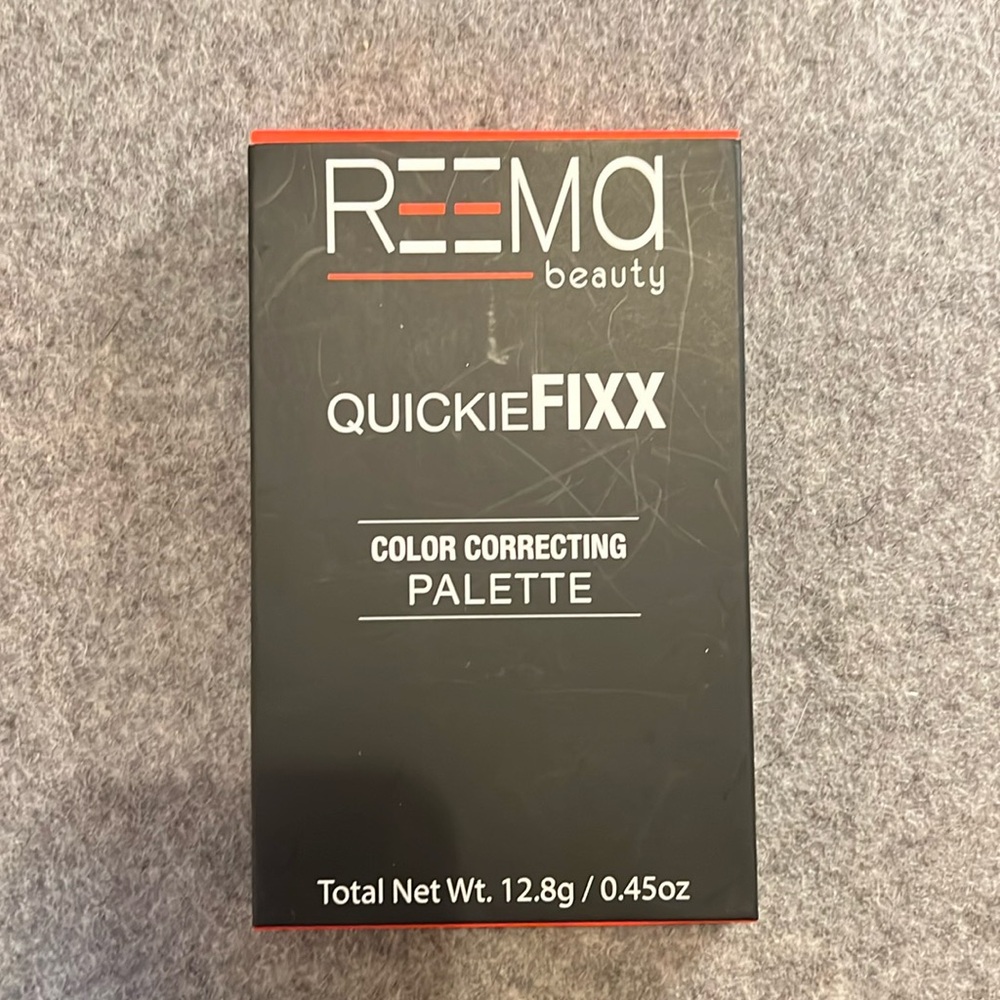 REEMa
beauty
QUICKIEFIXX
COLOR CORRECTING
PALETTE
Total Net Wt. 12.8g / 0.45oz